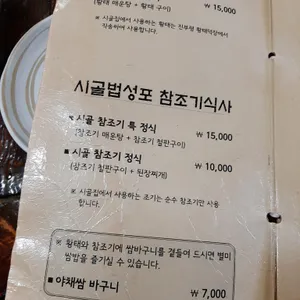 (황태 매운탕 + 황태 구이) ₩ 15,000
※ 시골집에서 사용하는 황태는 진부령 황태덕장에서
직송하여 사용합니다.
시골법성포 참조기식사
※ 시골 참조기 특 정식 ₩ 15,000
(참조기 매운탕 + 참조기 철판구이)
■ 시골 참조기 정식 ₩ 10,000
(참조기 철판구이 + 된장찌개)
※ 시골집에서 사용하는 조기는 순수 참조기만 사용
합니다.
※ 황태와 참조기에 쌈바구니를 곁들여 드시면 별미
쌈밥을 즐기실 수 있습니다.
■ 야채쌈 바구니 ₩ 7,000